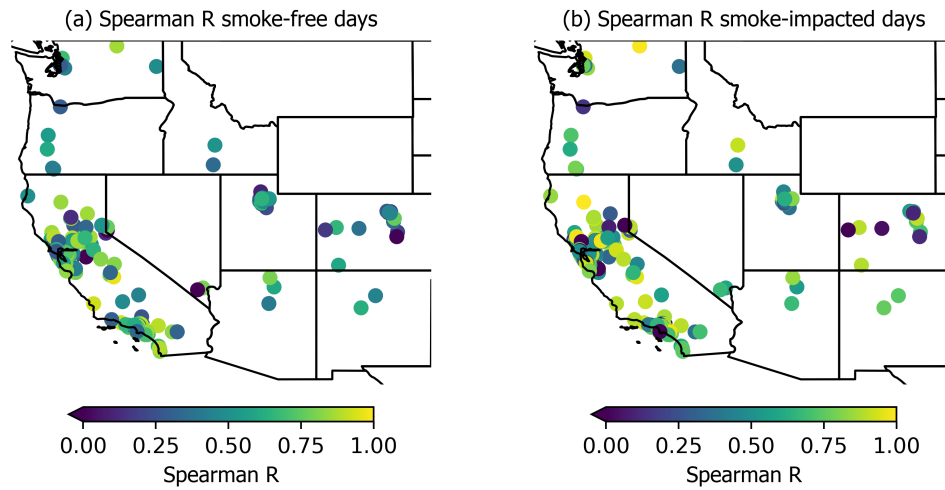 (a) Spearman R smoke-free days
(b) Spearman R smoke-impacted days
0.00 0.25 0.50 0.75 1.00
Spearman R
0.00 0.25 0.50 0.75 1.00
Spearman R